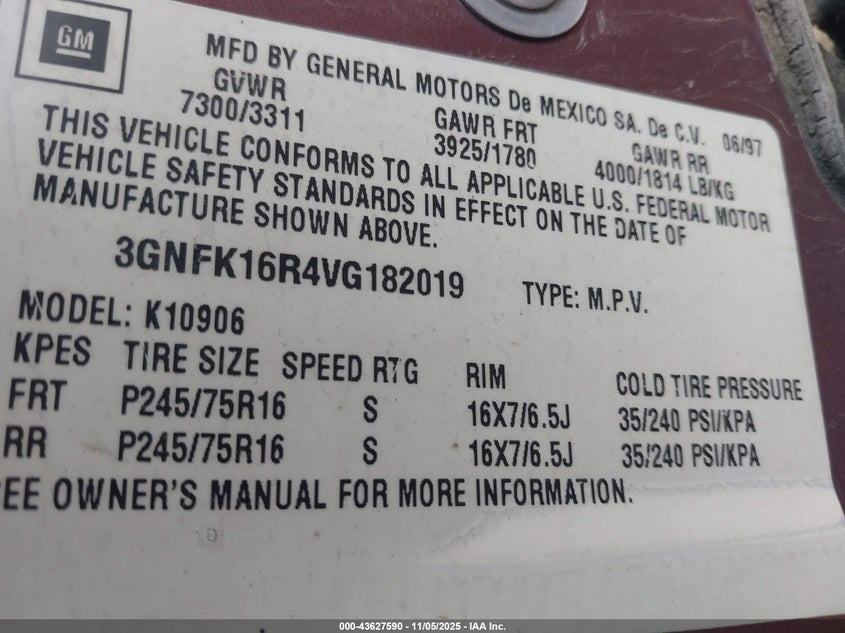 GM
MFD BY GENERAL MOTORS De MEXICO SA. De C.V. 06/97
GVWR GAWR FRT GAWR RR
7300/3311 3925/1780 4000/1814 LB/KG
THIS VEHICLE CONFORMS TO ALL APPLICABLE U.S. FEDERAL MOTOR
VEHICLE SAFETY STANDARDS IN EFFECT ON THE DATE OF
MANUFACTURE SHOWN ABOVE.
3GNFK16R4VG182019 TYPE: M.P.V.
MODEL: K10906
KPES TIRE SIZE SPEED RTG RIM COLD TIRE PRESSURE
FRT P245/75R16 S 16X7/6.5J 35/240 PSI/KPA
RR P245/75R16 S 16X7/6.5J 35/240 PSI/KPA
EE OWNER'S MANUAL FOR MORE INFORMATION.
000-43627590 - 11/05/2025 - IAA Inc.